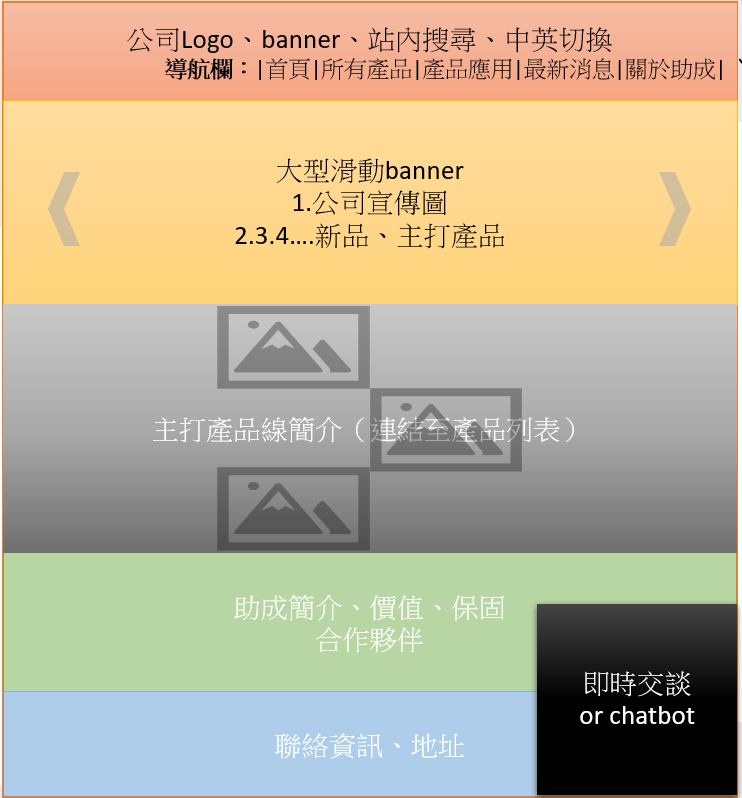 公司Logo、banner、站內搜尋、中英切換
導航欄：|首頁|所有產品|產品應用|最新消息|關於助成|
大型滑動banner
1.公司宣傳圖
2.3.4….新品、主打產品
主打產品線簡介（連結至產品列表）
助成簡介、價值、保固
合作夥伴
即時交談
or chatbot
聯絡資訊、地址